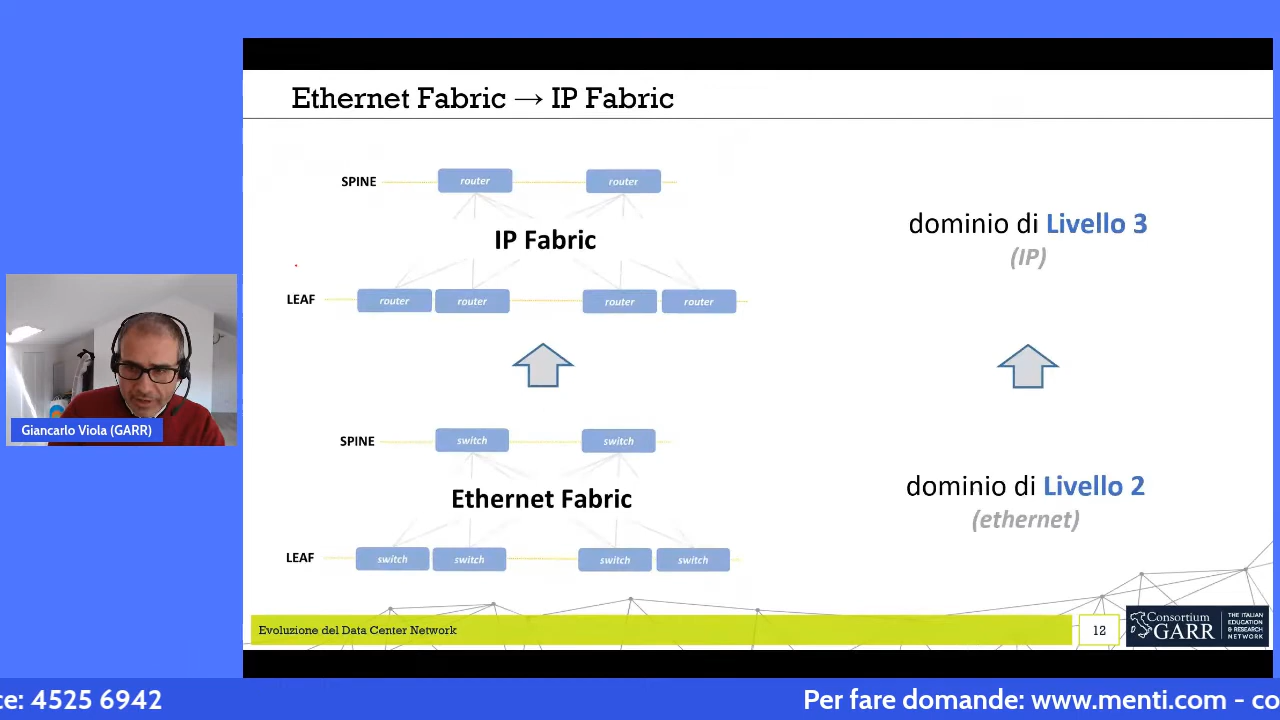 Ethernet Fabric → IP Fabric
SPINE
router
router
IP Fabric
dominio di Livello 3
(IP)
LEAF
router
router
router
router
SPINE
switch
switch
Ethernet Fabric
dominio di Livello 2
(ethernet)
LEAF
switch
switch
switch
switch
Giancarlo Viola (GARR)
Evoluzione del Data Center Network
12
Consortium
GARR
THE ITALIAN
EDUCATION
& RESEARCH
NETWORK
ce: 4525 6942
Per fare domande: www.menti.com - co